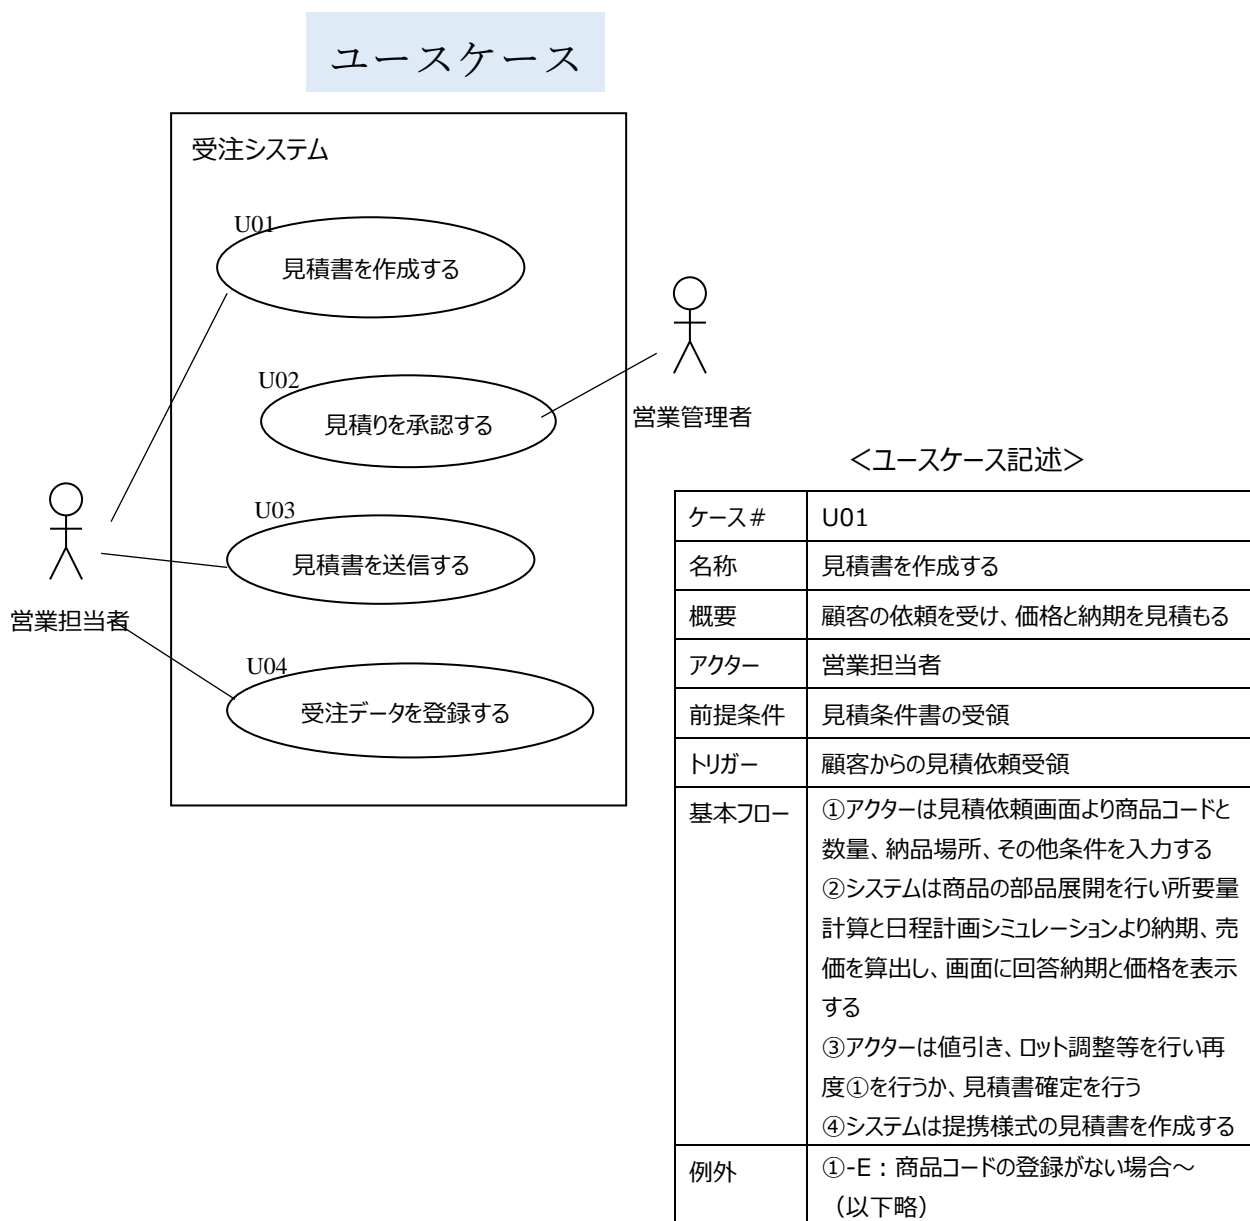 ユースケース
受注システム
U01
見積書を作成する
U02
見積りを承認する
営業管理者
U03
見積書を送信する
営業担当者
U04
受注データを登録する
＜ユースケース記述＞
ケース# U01
名称 見積書を作成する
概要 顧客の依頼を受け、価格と納期を見積もる
アクター 営業担当者
前提条件 見積条件書の受領
トリガー 顧客からの見積依頼受領
基本フロー ①アクターは見積依頼画面より商品コードと
数量、納品場所、その他条件を入力する
②システムは商品の部品展開を行い所要量
計算と日程計画シミュレーションより納期、売
価を算出し、画面に回答納期と価格を表示
する
③アクターは値引き、ロット調整等を行い再
度①を行うか、見積書確定を行う
④システムは提携様式の見積書を作成する
例外 ①-E：商品コードの登録がない場合～
（以下略）